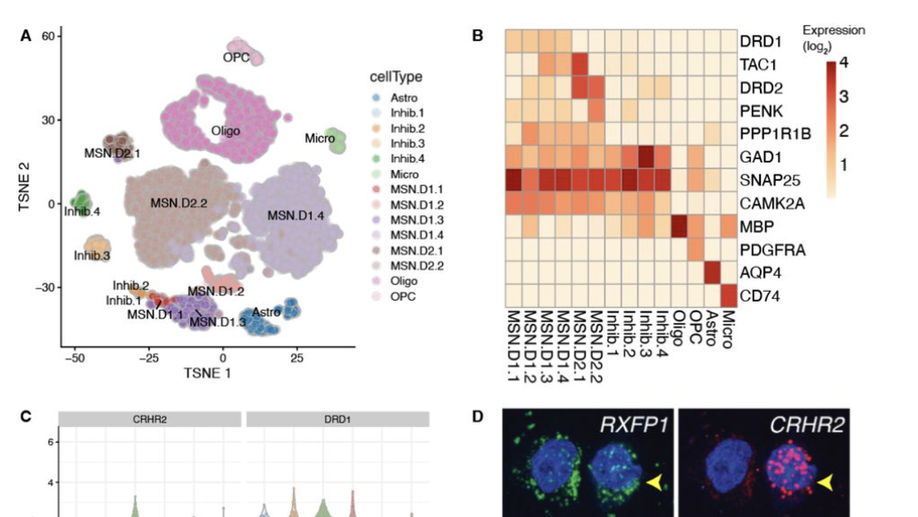 A
60
30
0
−30
TSNE 2
−50
−25
0
25
TSNE 1
OPC
Oligo
Micro
MSN.D2.1
MSN.D2.2
MSN.D1.4
Inhib.4
Inhib.3
Inhib.2
Inhib.1
MSN.D1.2
MSN.D1.1
MSN.D1.3
Astro
cellType
Astro
Inhib.1
Inhib.2
Inhib.3
Inhib.4
Micro
MSN.D1.1
MSN.D1.2
MSN.D1.3
MSN.D1.4
MSN.D2.1
MSN.D2.2
Oligo
OPC
B
DRD1
TAC1
DRD2
PENK
PPP1R1B
GAD1
SNAP25
CAMK2A
MBP
PDGFRA
AQP4
CD74
MSN.D1.1
MSN.D1.2
MSN.D1.3
MSN.D1.4
MSN.D2.1
MSN.D2.2
Inhib.1
Inhib.2
Inhib.3
Inhib.4
Oligo
OPC
Astro
Micro
Expression
(log2)
4
3
2
1
C
CRHR2
DRD1
6
4
D
RXFP1
CRHR2